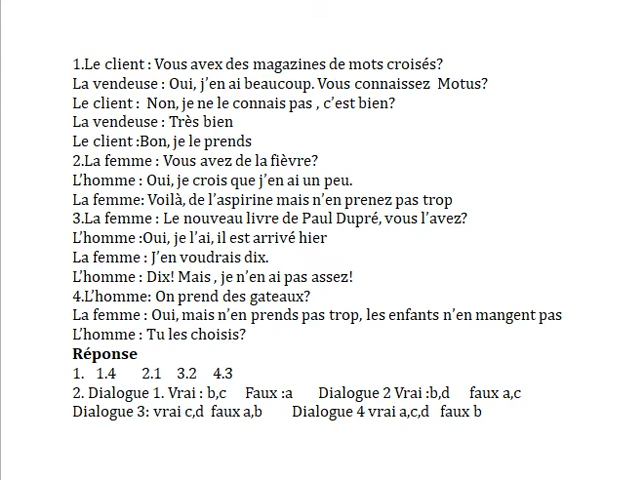 1.Le client : Vous avex des magazines de mots croisés?
La vendeuse : Oui, j’en ai beaucoup. Vous connaissez Motus?
Le client : Non, je ne le connais pas , c’est bien?
La vendeuse : Très bien
Le client :Bon, je le prends
2.La femme : Vous avez de la fièvre?
L’homme : Oui, je crois que j’en ai un peu.
La femme: Voilà, de l’aspirine mais n’en prenez pas trop
3.La femme : Le nouveau livre de Paul Dupré, vous l’avez?
L’homme :Oui, je l’ai, il est arrivé hier
La femme : J’en voudrais dix.
L’homme : Dix! Mais , je n’en ai pas assez!
4.L’homme: On prend des gateaux?
La femme : Oui, mais n’en prends pas trop, les enfants n’en mangent pas
L’homme : Tu les choisis?
Réponse
1. 1.4 2.1 3.2 4.3
2. Dialogue 1. Vrai : b,c Faux :a Dialogue 2 Vrai :b,d faux a,c
Dialogue 3: vrai c,d faux a,b Dialogue 4 vrai a,c,d faux b